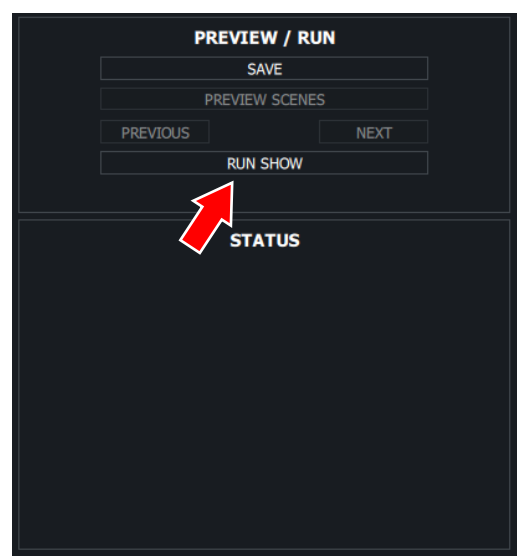 PREVIEW / RUN
SAVE
PREVIEW SCENES
PREVIOUS NEXT
RUN SHOW
STATUS